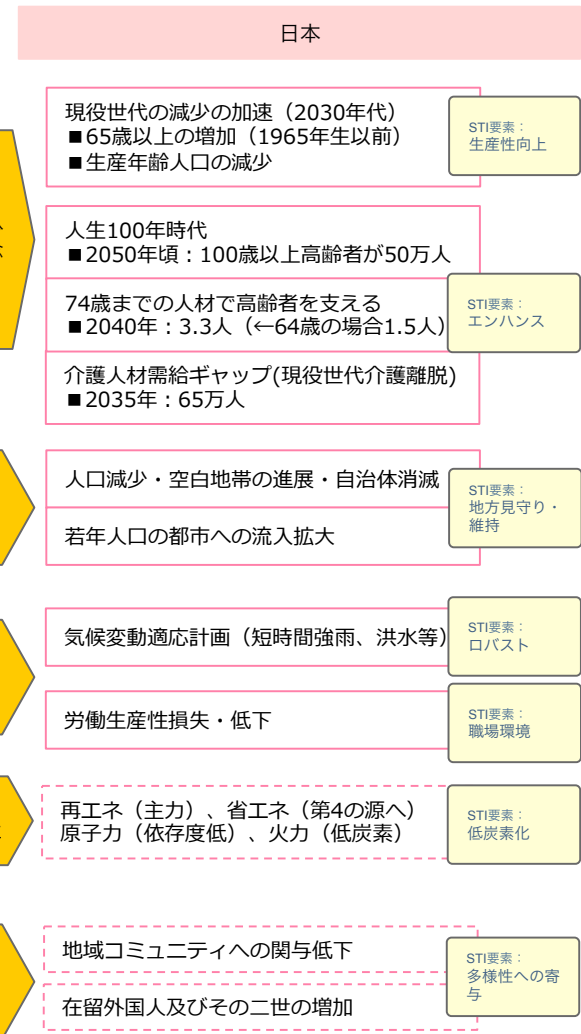 日本
現役世代の減少の加速（2030年代）
■65歳以上の増加（1965年生以前）
■生産年齢人口の減少
STI要素：
生産性向上
人生100年時代
■2050年頃：100歳以上高齢者が50万人
74歳までの人材で高齢者を支える
■2040年：3.3人（←64歳の場合1.5人）
STI要素：
エンハンス
介護人材需給ギャップ(現役世代介護離脱)
■2035年：65万人
人口減少・空白地帯の進展・自治体消滅
若年人口の都市への流入拡大
STI要素：
地方見守り・
維持
気候変動適応計画（短時間強雨、洪水等）
STI要素：
ロバスト
労働生産性損失・低下
STI要素：
職場環境
再エネ（主力）、省エネ（第4の源へ）
原子力（依存度低）、火力（低炭素）
STI要素：
低炭素化
地域コミュニティへの関与低下
在留外国人及びその二世の増加
STI要素：
多様性への寄
与